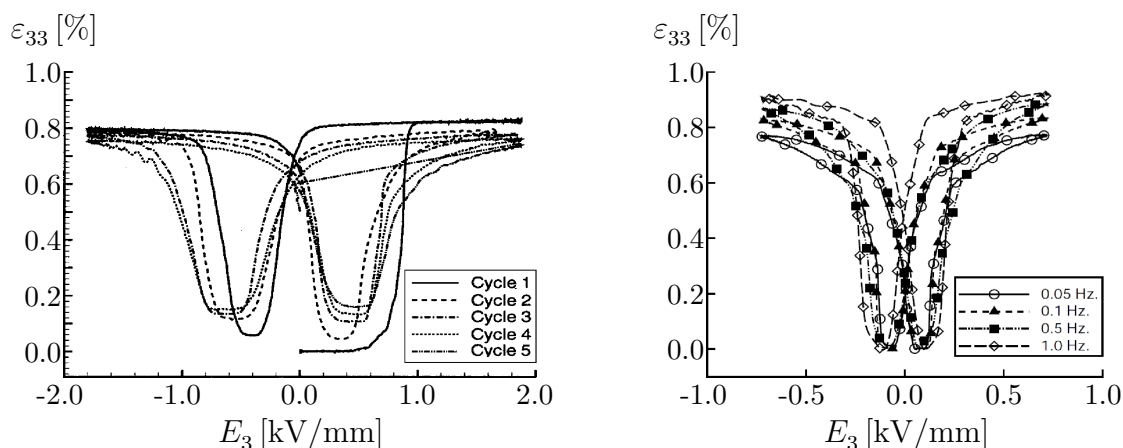 ε₃₃ [%]
1.0
0.8
0.6
0.4
0.2
0.0
-2.0
-1.0
0.0
1.0
2.0
E₃ [kV/mm]
Cycle 1
Cycle 2
Cycle 3
Cycle 4
Cycle 5
ε₃₃ [%]
1.0
0.8
0.6
0.4
0.2
0.0
-1.0
-0.5
0.0
0.5
1.0
E₃ [kV/mm]
0.05 Hz.
0.1 Hz.
0.5 Hz.
1.0 Hz.